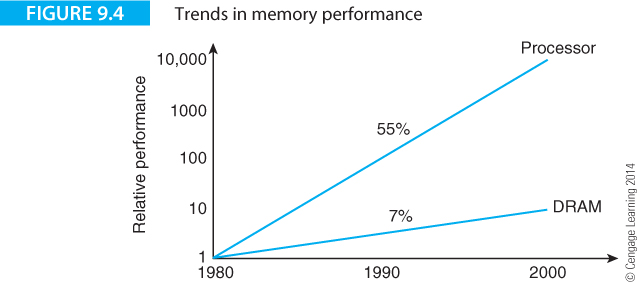 FIGURE 9.4 Trends in memory performance
Processor
10,000
1000
100
10
1
Relative performance
55%
7%
DRAM
1980 1990 2000
© Cengage Learning 2014